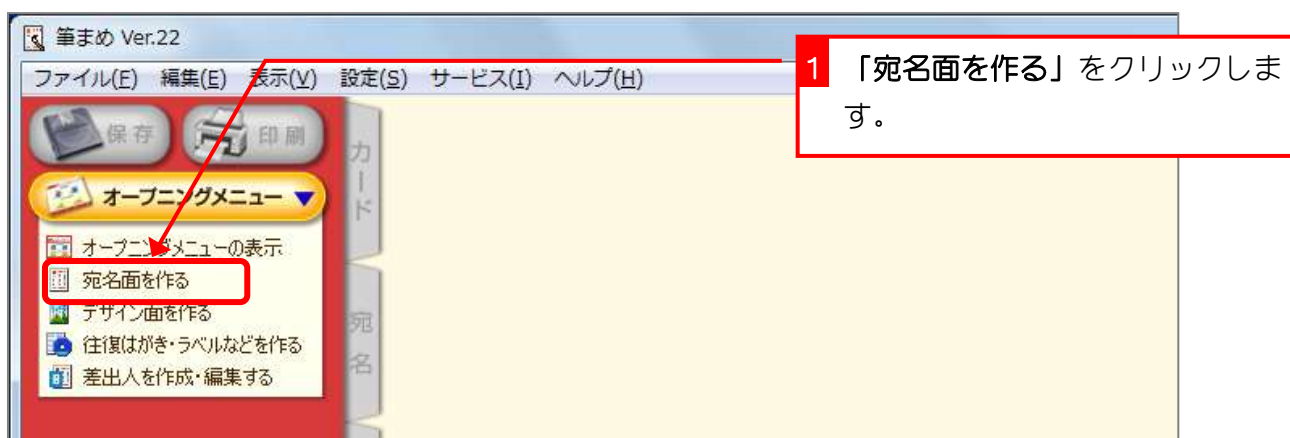 筆まめ Ver.22
ファイル(F) 編集(E) 表示(V) 設定(S) サービス(I) ヘルプ(H)
1 「宛名面を作る」をクリックしま
す。
保存 印刷
オープニングメニュー ▼
オープニングメニューの表示
宛名面を作る
デザイン面を作る
往復はがき・ラベルなどを作る
差出人を作成・編集する
カード
宛名